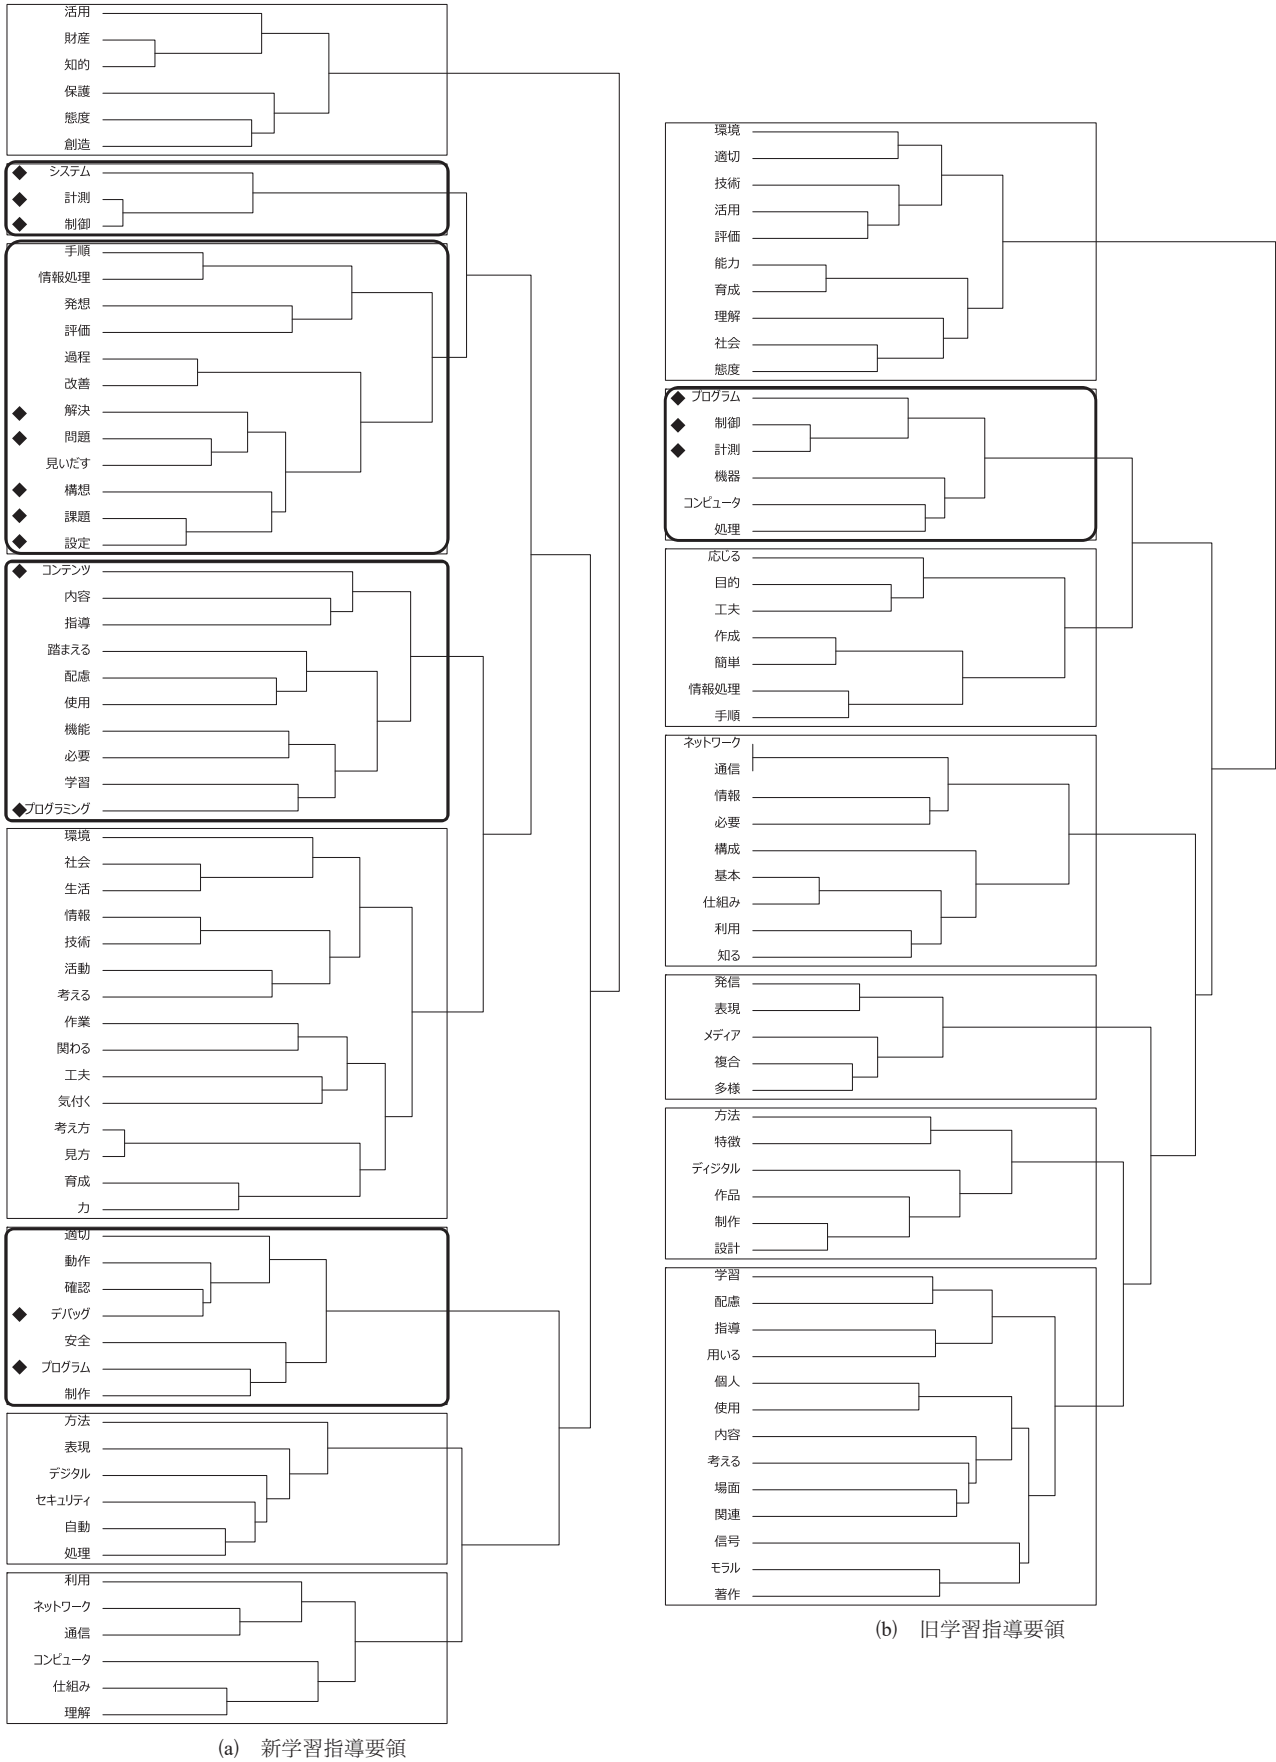 活用
財産
知的
保護
態度
創造
◆ システム
◆ 計測
◆ 制御
手順
情報処理
発想
評価
過程
改善
◆ 解決
◆ 問題
見いだす
◆ 構想
◆ 課題
◆ 設定
◆ コンテンツ
内容
指導
踏まえる
配慮
使用
機能
必要
学習
◆プログラミング
環境
社会
生活
情報
技術
活動
考える
作業
関わる
工夫
気付く
考え方
見方
育成
力
適切
動作
確認
◆ デバッグ
安全
◆ プログラム
制作
方法
表現
デジタル
セキュリティ
自動
処理
利用
ネットワーク
通信
コンピュータ
仕組み
理解
(a) 新学習指導要領
環境
適切
技術
活用
評価
能力
育成
理解
社会
態度
◆ プログラム
◆ 制御
◆ 計測
機器
コンピュータ
処理
応じる
目的
工夫
作成
簡単
情報処理
手順
ネットワーク
通信
情報
必要
構成
基本
仕組み
利用
知る
発信
表現
メディア
複合
多様
方法
特徴
ディジタル
作品
制作
設計
学習
配慮
指導
用いる
個人
使用
内容
考える
場面
関連
信号
モラル
著作
(b) 旧学習指導要領